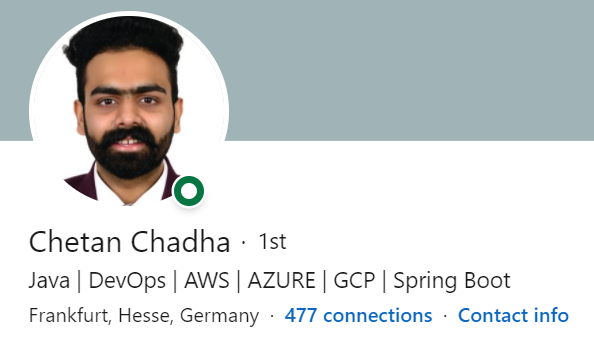 Chetan Chadha · 1st
Java | DevOps | AWS | AZURE | GCP | Spring Boot
Frankfurt, Hesse, Germany · 477 connections · Contact info